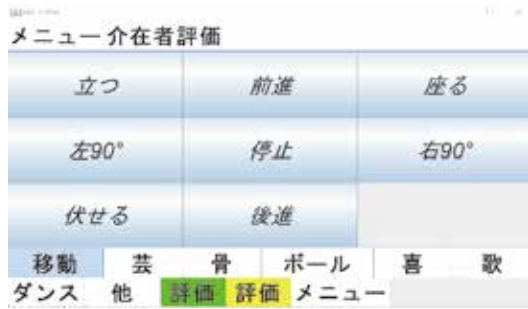 メニュー介在者評価
立つ 前進 座る
左90° 停止 右90°
伏せる 後進
移動 芸 骨 ボール 喜 歌
ダンス 他 評価 評価 メニュー